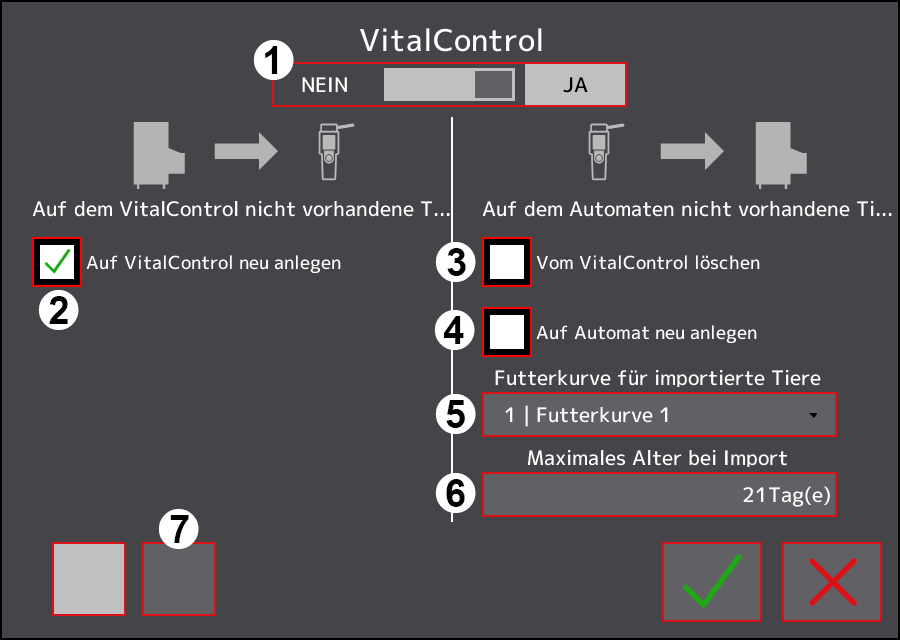 VitalControl
1
NEIN JA
Auf dem VitalControl nicht vorhandene T...
Auf dem Automaten nicht vorhandene Ti...
2
Auf VitalControl neu anlegen
3
Vom VitalControl löschen
4
Auf Automat neu anlegen
Futterkurve für importierte Tiere
5
1 | Futterkurve 1
Maximales Alter bei Import
6
21Tag(e)
7